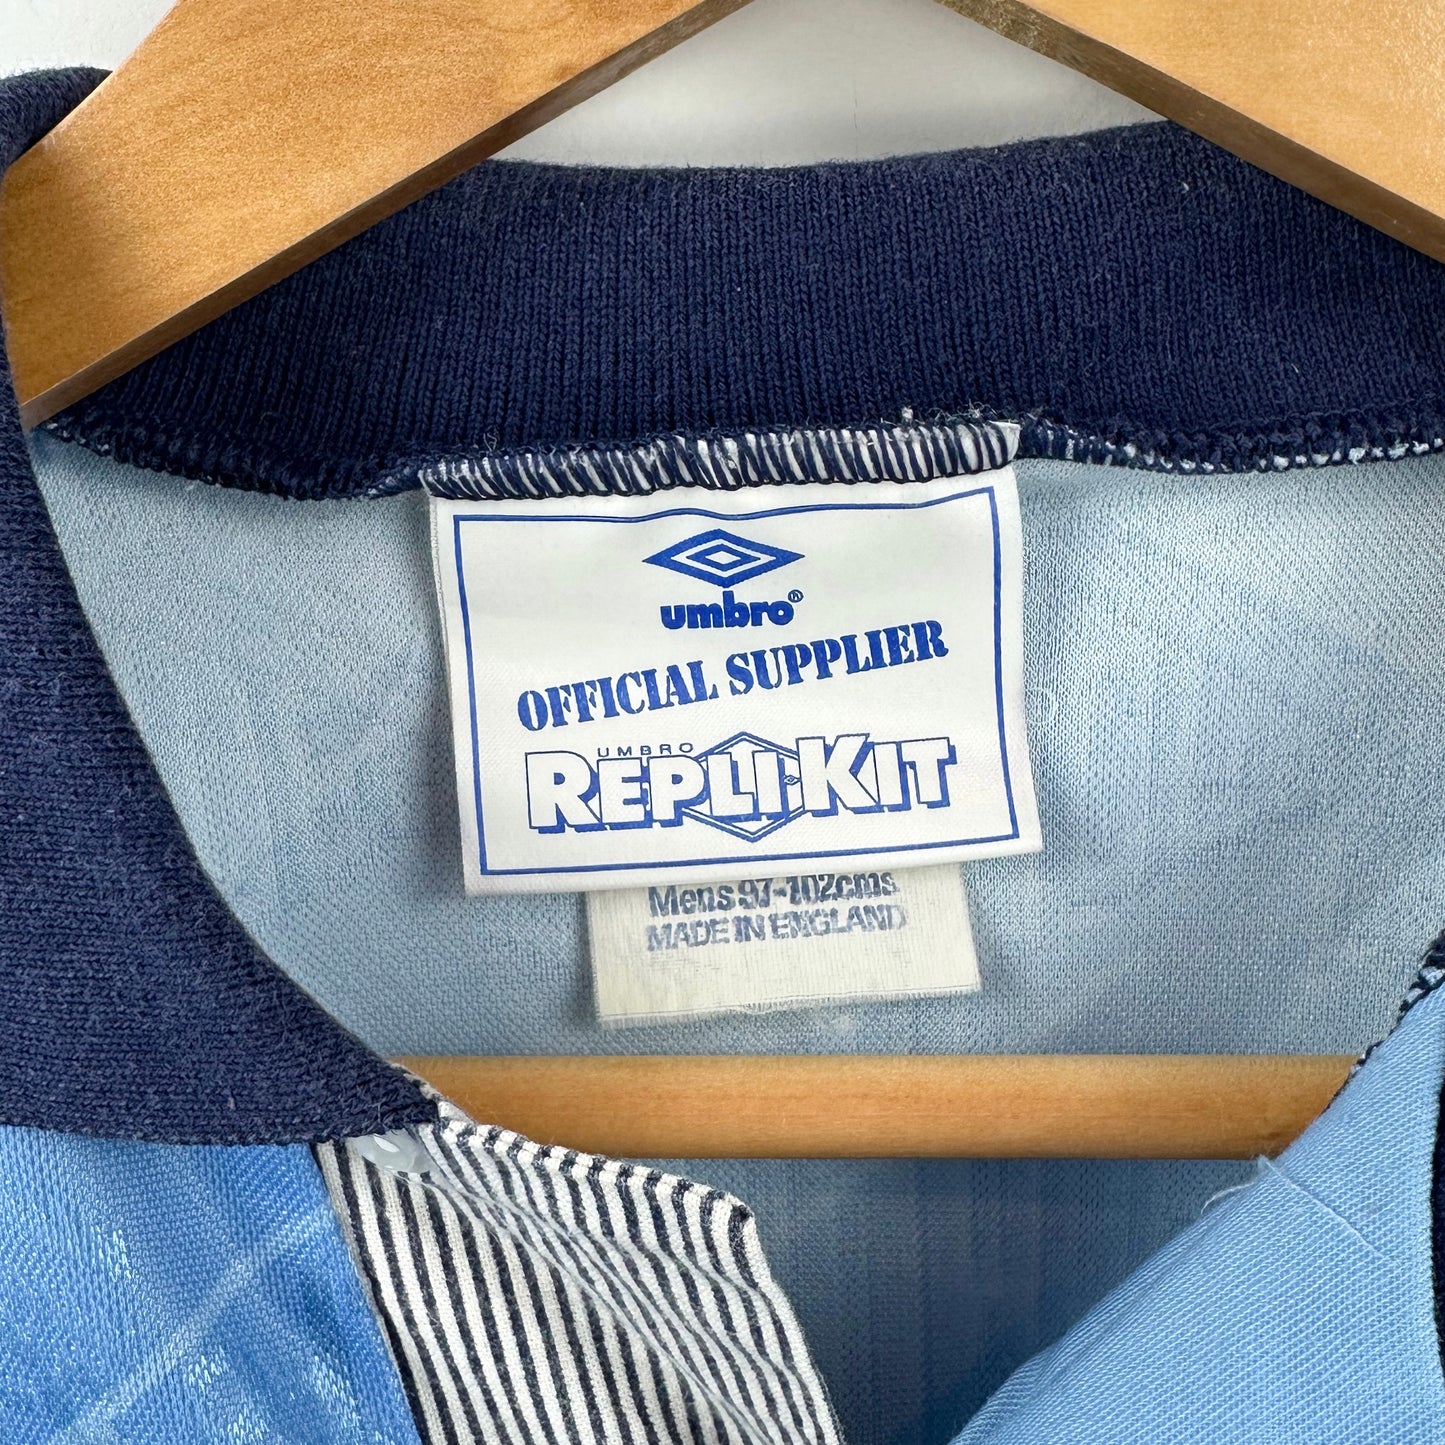 umbro®
OFFICIAL SUPPLIER
UMBRO
REPLI·KIT
Mens 97-102cms
MADE IN ENGLAND